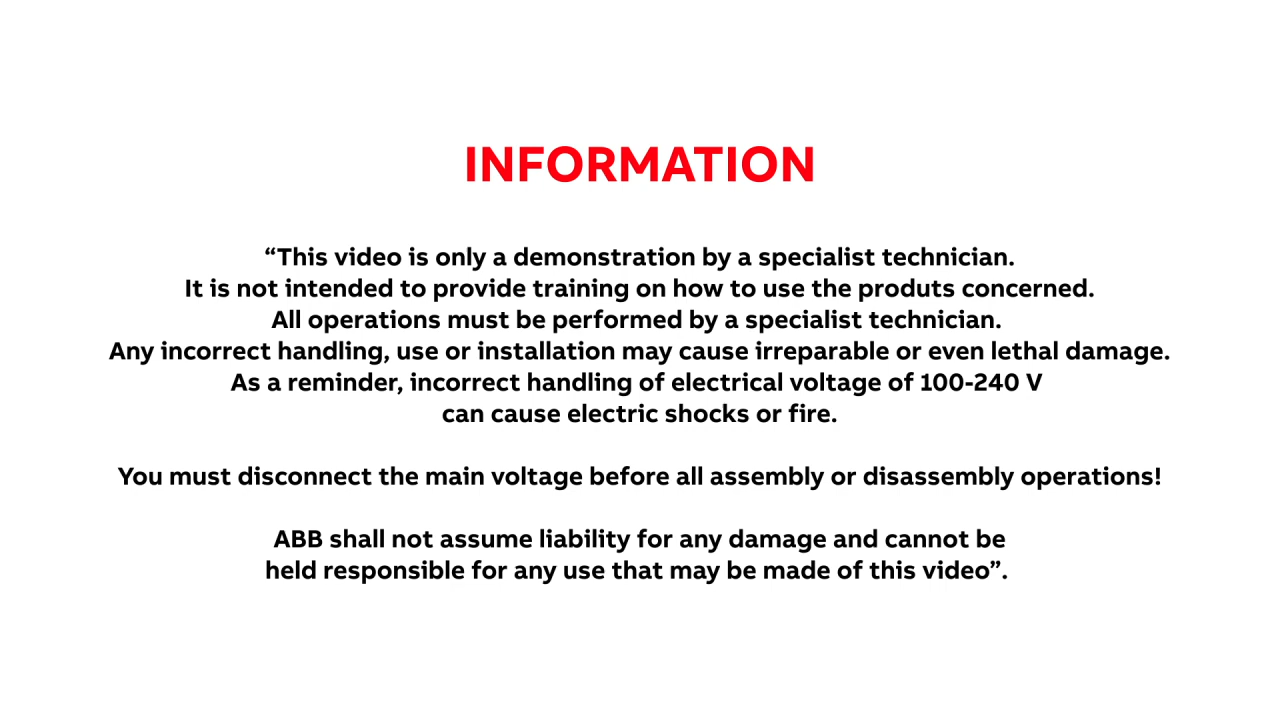 INFORMATION
“This video is only a demonstration by a specialist technician.
It is not intended to provide training on how to use the produts concerned.
All operations must be performed by a specialist technician.
Any incorrect handling, use or installation may cause irreparable or even lethal damage.
As a reminder, incorrect handling of electrical voltage of 100-240 V
can cause electric shocks or fire.
You must disconnect the main voltage before all assembly or disassembly operations!
ABB shall not assume liability for any damage and cannot be
held responsible for any use that may be made of this video”.